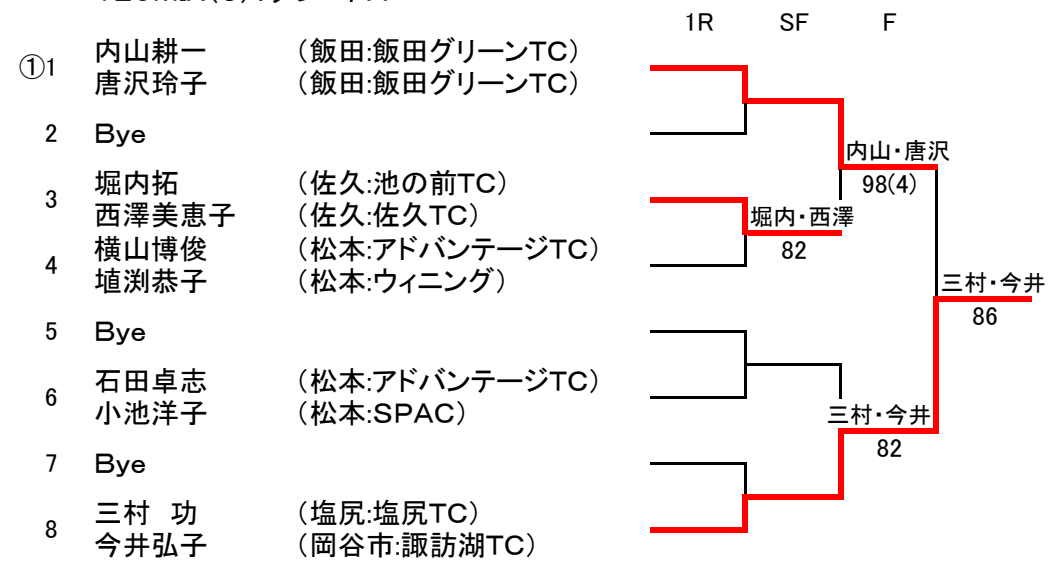 1R SF F
①1 内山耕一 (飯田:飯田グリーンTC)
唐沢玲子 (飯田:飯田グリーンTC)
2 Bye
内山・唐沢
98(4)
3 堀内拓 (佐久:池の前TC)
西澤美恵子 (佐久:佐久TC)
堀内・西澤
82
4 横山博俊 (松本:アドバンテージTC)
埴渕恭子 (松本:ウィニング)
三村・今井
86
5 Bye
6 石田卓志 (松本:アドバンテージTC)
小池洋子 (松本:SPAC)
三村・今井
82
7 Bye
8 三村 功 (塩尻:塩尻TC)
今井弘子 (岡谷市:諏訪湖TC)